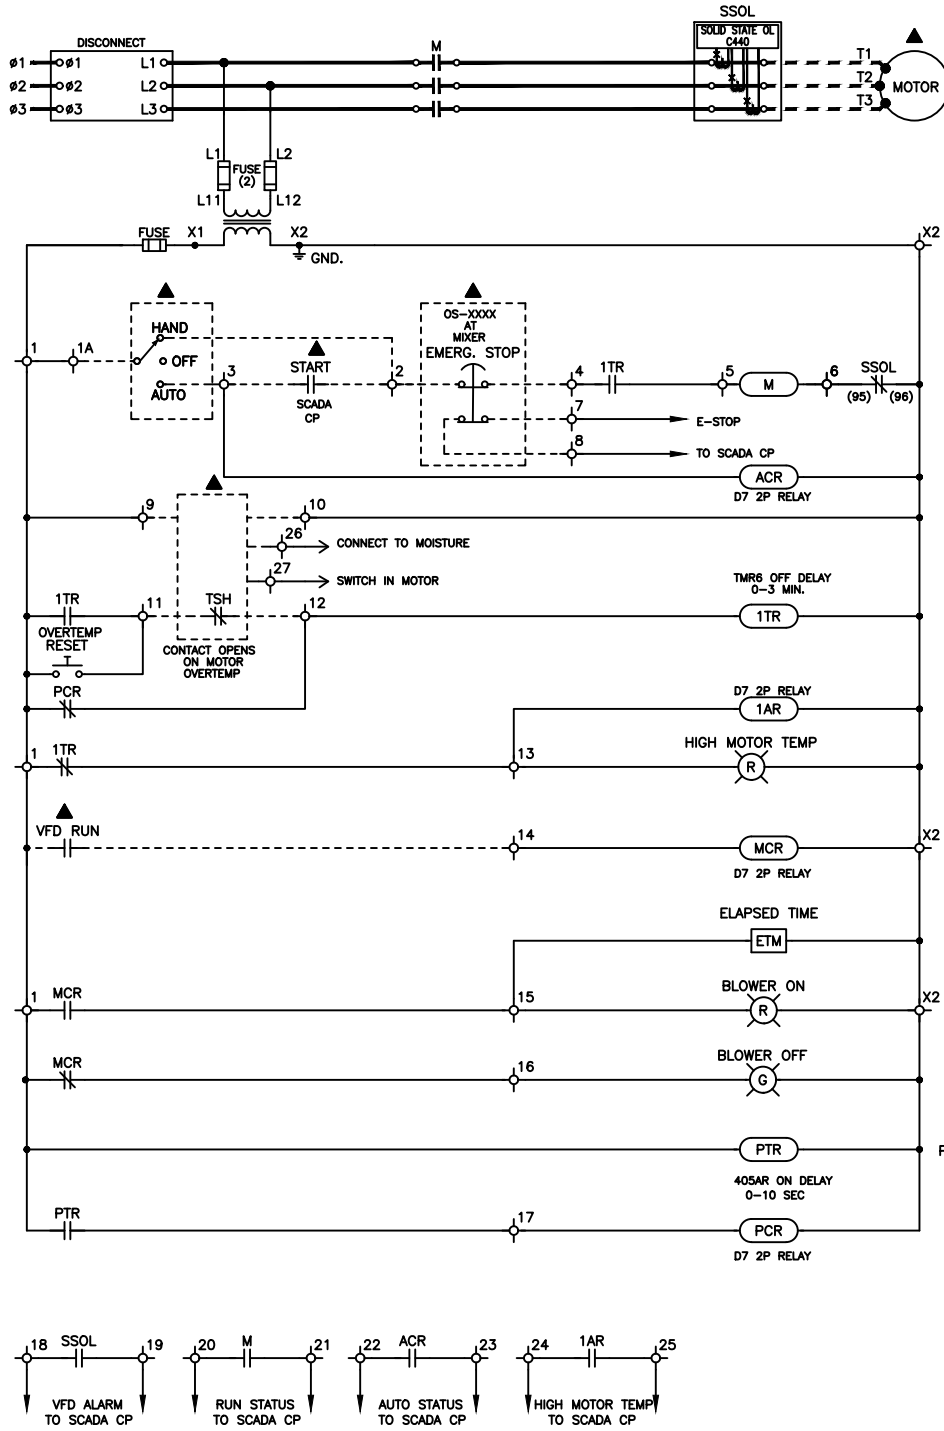 SSOL
DISCONNECT
SOLID STATE OL
C440
M
ø1 ø1 L1 T1
ø2 ø2 L2 T2 MOTOR
ø3 ø3 L3 T3
L1 L2
FUSE
(2)
L11 L12
FUSE X1 X2 X2
GND.
OS-XXXX
AT
MIXER
EMERG. STOP
HAND
1 1A OFF
START
AUTO
3 2 4 1TR 5 M 6 SSOL
(95) (96)
SCADA
CP
7 E-STOP
8 TO SCADA CP
ACR
D7 2P RELAY
9 10
26 CONNECT TO MOISTURE
27 SWITCH IN MOTOR
TMR6 OFF DELAY
0-3 MIN.
1TR 11 TSH 12 1TR
OVERTEMP
RESET
CONTACT OPENS
ON MOTOR
OVERTEMP
PCR
D7 2P RELAY
1AR
HIGH MOTOR TEMP
1 1TR 13 R
VFD RUN
14 MCR X2
D7 2P RELAY
ELAPSED TIME
ETM
BLOWER ON
1 MCR 15 R X2
BLOWER OFF
MCR 16 G
PTR
405AR ON DELAY
0-10 SEC
PTR 17 PCR
D7 2P RELAY
18 SSOL 19 20 M 21 22 ACR 23 24 1AR 25
VFD ALARM
TO SCADA CP
RUN STATUS
TO SCADA CP
AUTO STATUS
TO SCADA CP
HIGH MOTOR TEMP
TO SCADA CP